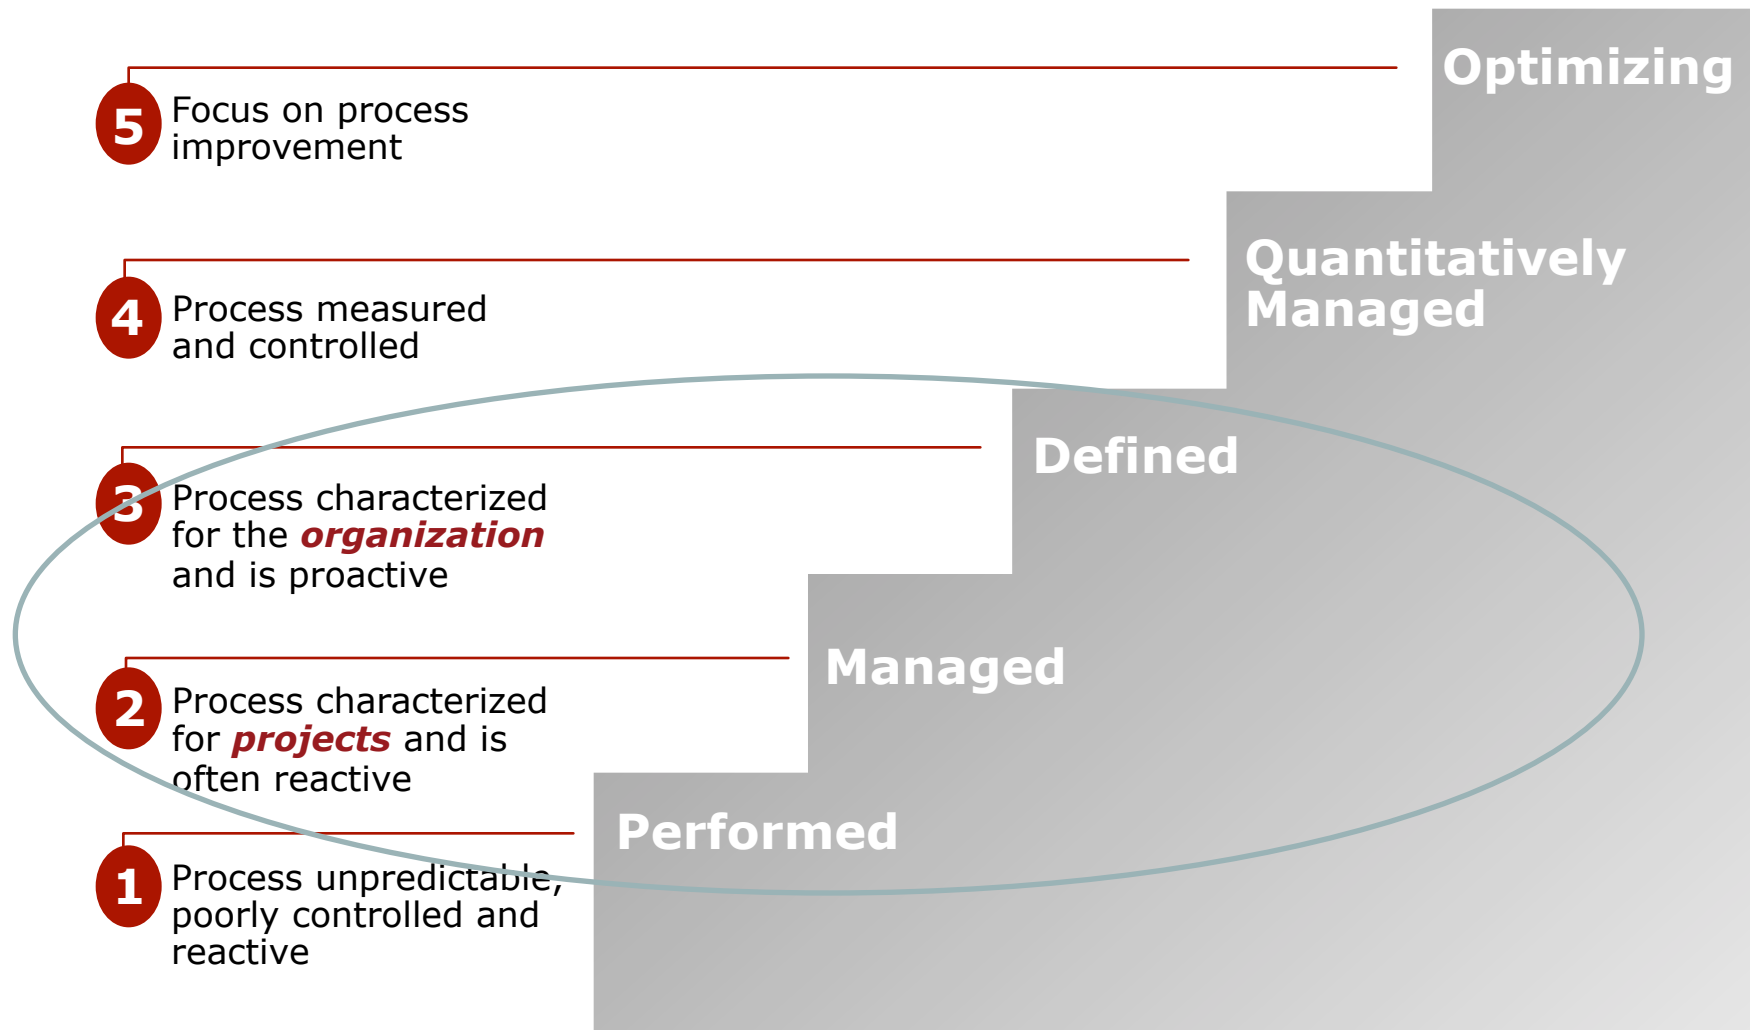 Optimizing
5
Focus on process
improvement
Quantitatively
Managed
4
Process measured
and controlled
Defined
3
Process characterized
for the organization
and is proactive
Managed
2
Process characterized
for projects and is
often reactive
Performed
1
Process unpredictable,
poorly controlled and
reactive